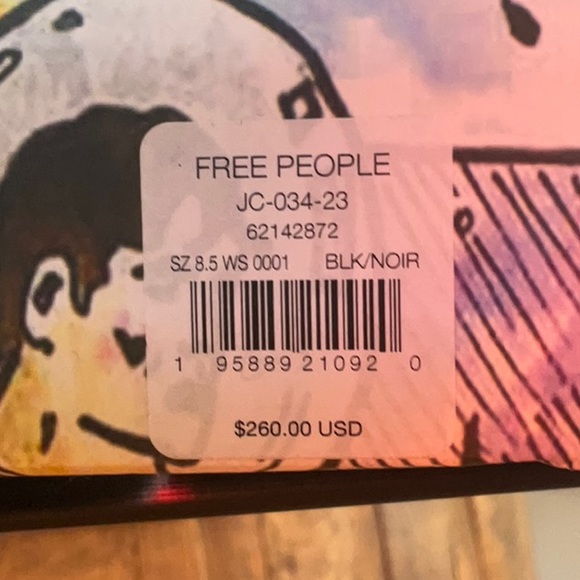 FREE PEOPLE
JC-034-23
62142872
SZ 8.5 WS 0001 BLK/NOIR
1 95889 21092 0
$260.00 USD